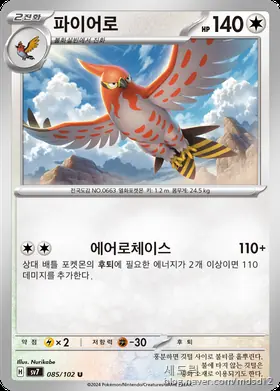 2진화 파이어로 HP 140
불화살빈에서 진화
전국도감 NO.0663 열화포켓몬 키: 1.2 m. 몸무게: 24.5 kg
에어로체이스 110+
상대 배틀 포켓몬의 후퇴에 필요한 에너지가 2개 이상이면 110
데미지를 추가한다.
약점 ×2 저항력 -30 후퇴
Illus. Nurikabe
H sv7 085/102 U
©2024 Pokémon/Nintendo/Creatures/GAME FREAK
blog.naver.com